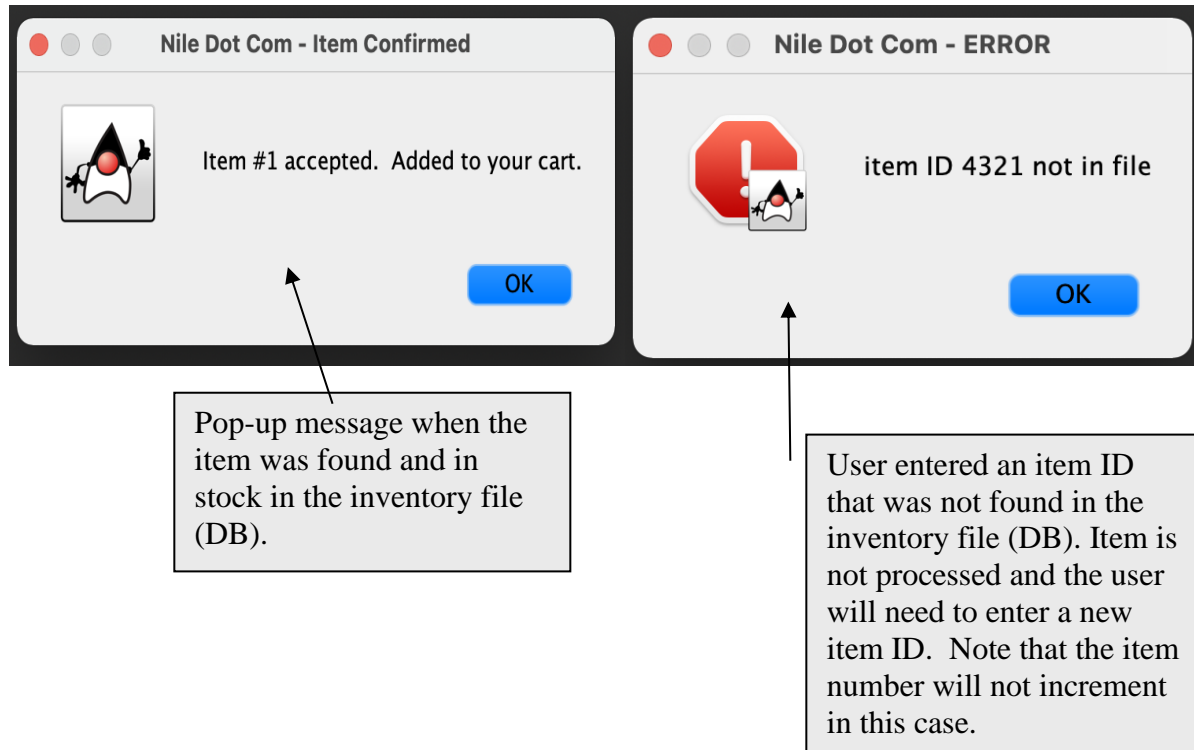 Nile Dot Com - Item Confirmed
Item #1 accepted.  Added to your cart.
OK
Nile Dot Com - ERROR
item ID 4321 not in file
OK
Pop-up message when the
item was found and in
stock in the inventory file
(DB).
User entered an item ID
that was not found in the
inventory file (DB). Item is
not processed and the user
will need to enter a new
item ID.  Note that the item
number will not increment
in this case.